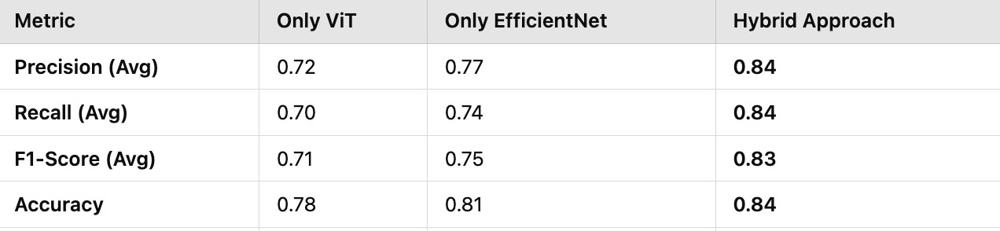 Metric Only ViT Only EfficientNet Hybrid Approach
Precision (Avg) 0.72 0.77 0.84
Recall (Avg) 0.70 0.74 0.84
F1-Score (Avg) 0.71 0.75 0.83
Accuracy 0.78 0.81 0.84